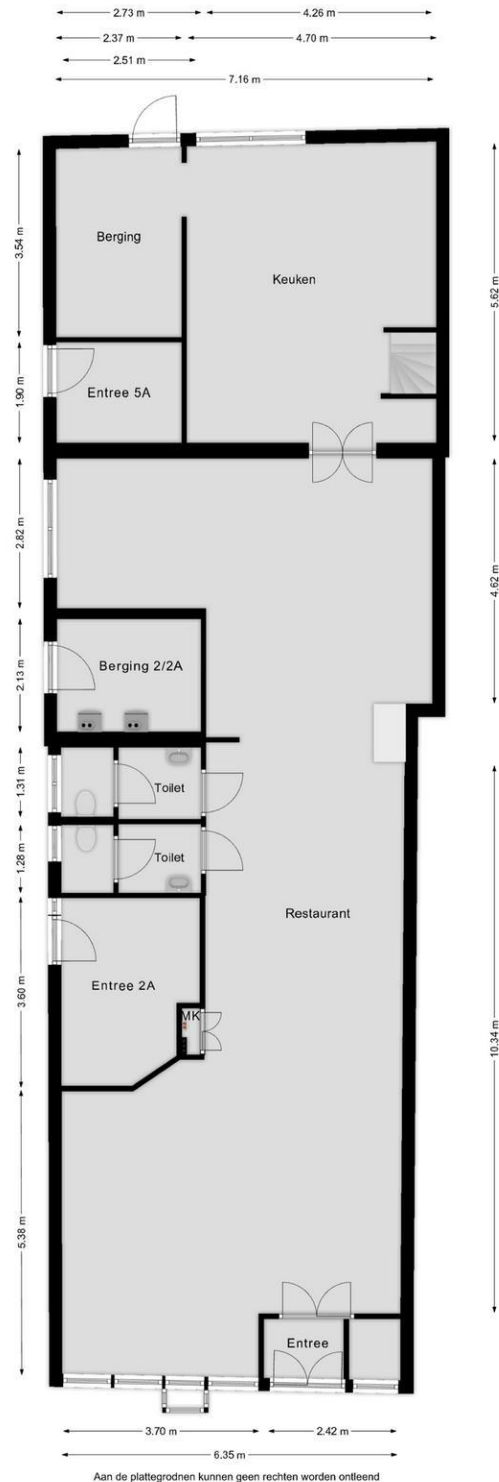 2.73 m 4.26 m
2.37 m 4.70 m
2.51 m
7.16 m
3.54 m
5.62 m
Berging
Keuken
1.90 m
Entree 5A
2.82 m
4.62 m
2.13 m
Berging 2/2A
1.31 m
Toilet
1.28 m
Toilet
Restaurant
3.60 m
Entree 2A
MK
10.34 m
5.38 m
Entree
3.70 m 2.42 m
6.35 m
Aan de plattegrodnen kunnen geen rechten worden ontleend